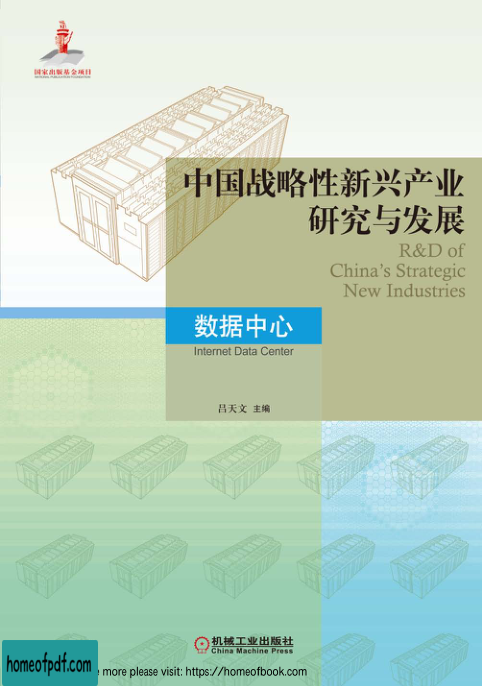 国家出版基金项目
NATIONAL PUBLICATION FOUNDATION
中国战略性新兴产业
研究与发展
R&D of
China's Strategic
New Industries
数据中心
Internet Data Center
吕天文 主编
机械工业出版社
China Machine Press
homeofpdf.com
e more please visit: https://homeofbook.com